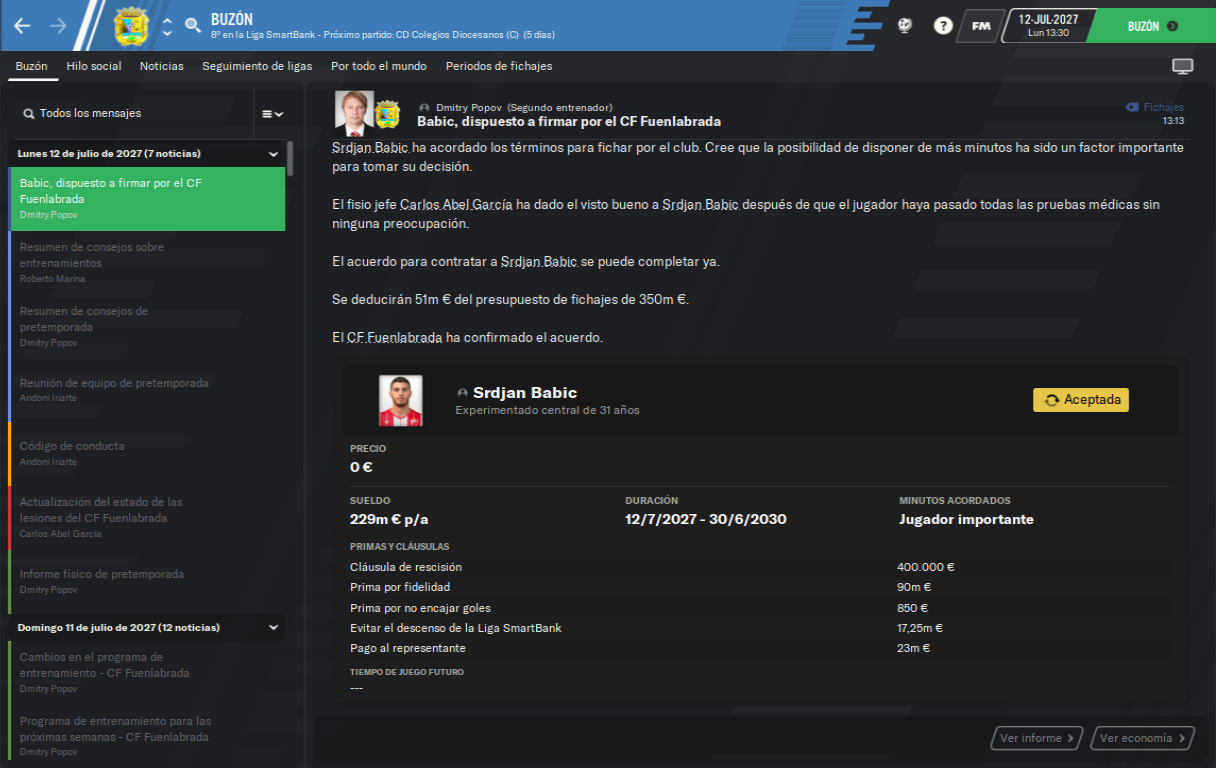 BUZÓN
8º en la Liga SmartBank - Próximo partido: CD Colegios Diocesanos (C) (5 días)
?
FM
12-JUL-2027
Lun 13:30
BUZÓN
Buzón
Hilo social
Noticias
Seguimiento de ligas
Por todo el mundo
Periodos de fichajes
Todos los mensajes
Lunes 12 de julio de 2027 (7 noticias)
Babic, dispuesto a firmar por el CF
Fuenlabrada
Dmitry Popov
Resumen de consejos sobre
entrenamientos
Roberto Marina
Resumen de consejos de
pretemporada
Dmitry Popov
Reunión de equipo de pretemporada
Andoni Iriarte
Código de conducta
Andoni Iriarte
Actualización del estado de las
lesiones del CF Fuenlabrada
Carlos Abel García
Informe físico de pretemporada
Dmitry Popov
Domingo 11 de julio de 2027 (12 noticias)
Cambios en el programa de
entrenamiento - CF Fuenlabrada
Dmitry Popov
Programa de entrenamiento para las
próximas semanas - CF Fuenlabrada
Dmitry Popov
Dmitry Popov (Segundo entrenador)
Babic, dispuesto a firmar por el CF Fuenlabrada
Fichajes
13:13
Srdjan Babic ha acordado los términos para fichar por el club. Cree que la posibilidad de disponer de más minutos ha sido un factor importante
para tomar su decisión.
El fisio jefe Carlos Abel García ha dado el visto bueno a Srdjan Babic después de que el jugador haya pasado todas las pruebas médicas sin
ninguna preocupación.
El acuerdo para contratar a Srdjan Babic se puede completar ya.
Se deducirán 51m € del presupuesto de fichajes de 350m €.
El CF Fuenlabrada ha confirmado el acuerdo.
Srdjan Babic
Experimentado central de 31 años
Aceptada
PRECIO
0 €
SUELDO
229m € p/a
DURACIÓN
12/7/2027 - 30/6/2030
MINUTOS ACORDADOS
Jugador importante
PRIMAS Y CLÁUSULAS
Cláusula de rescisión 400.000 €
Prima por fidelidad 90m €
Prima por no encajar goles 850 €
Evitar el descenso de la Liga SmartBank 17,25m €
Pago al representante 23m €
TIEMPO DE JUEGO FUTURO
---
Ver informe
Ver economía